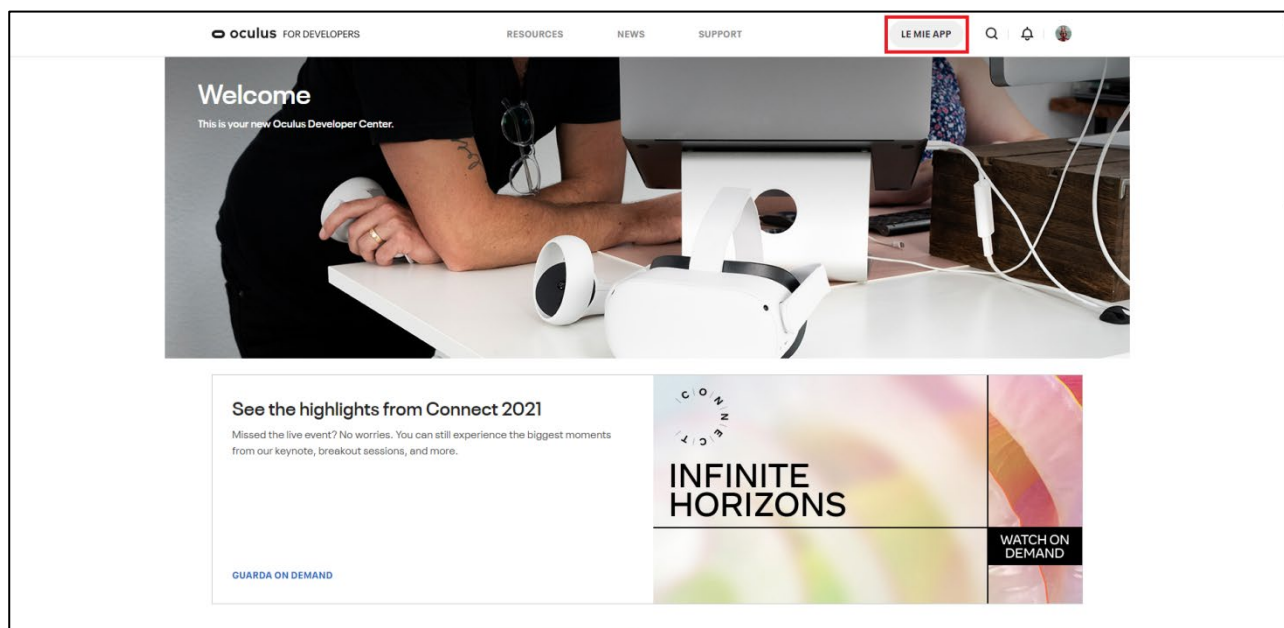 oculus FOR DEVELOPERS RESOURCES NEWS SUPPORT LE MIE APP
Welcome
This is your new Oculus Developer Center.
See the highlights from Connect 2021
Missed the live event? No worries. You can still experience the biggest moments
from our keynote, breakout sessions, and more.
GUARDA ON DEMAND
CONNECT
INFINITE
HORIZONS
WATCH ON
DEMAND